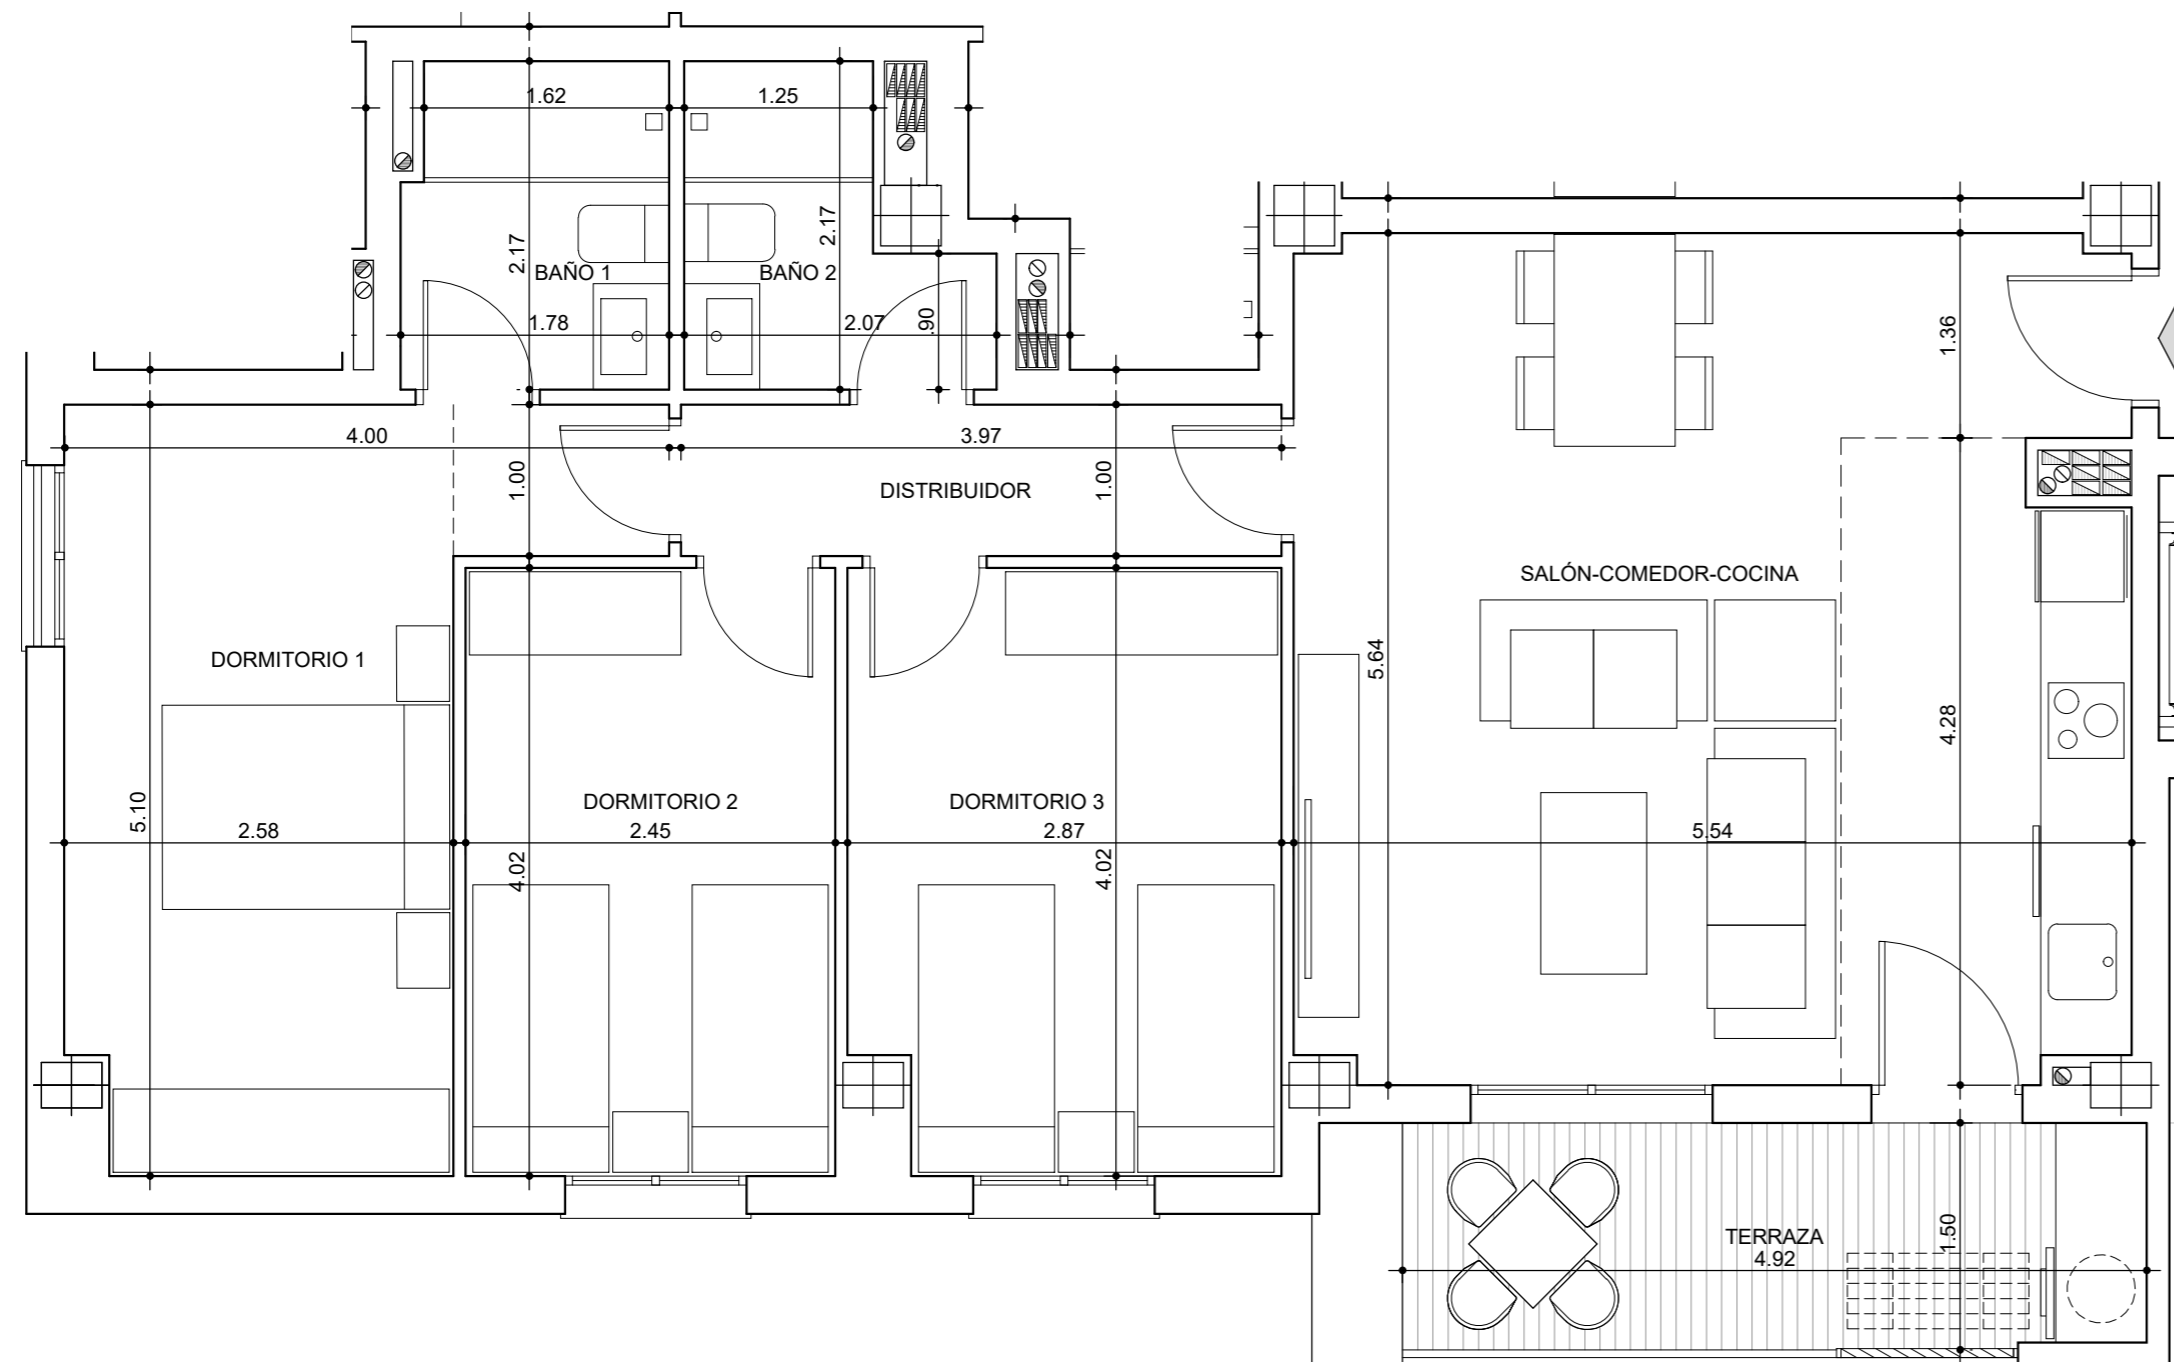 1.62
1.25
2.17
2.17
BAÑO 1
BAÑO 2
1.78
2.07
.90
1.36
4.00
3.97
1.00
DISTRIBUIDOR
1.00
SALÓN-COMEDOR-COCINA
DORMITORIO 1
5.64
4.28
DORMITORIO 2
DORMITORIO 3
5.10
2.58
2.45
2.87
5.54
4.02
4.02
TERRAZA
4.92
1.50